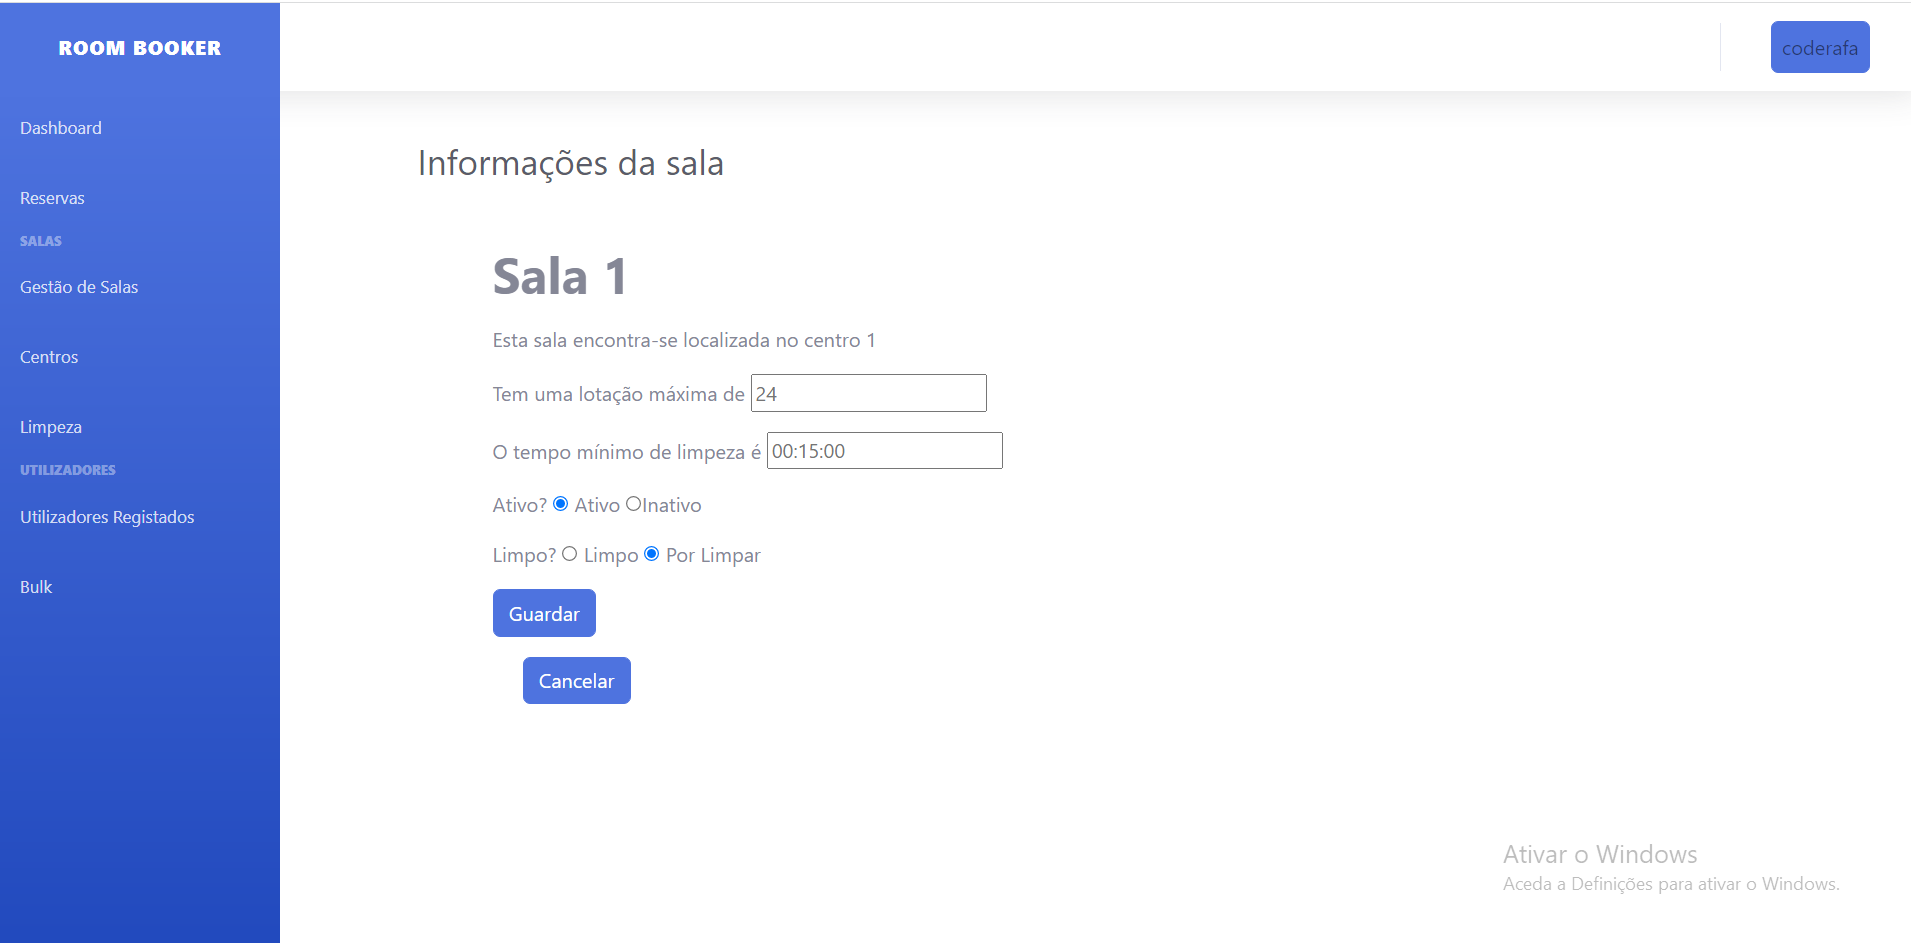 ROOM BOOKER
Dashboard
Reservas
SALAS
Gestão de Salas
Centros
Limpeza
UTILIZADORES
Utilizadores Registados
Bulk
coderafa
Informações da sala
Sala 1
Esta sala encontra-se localizada no centro 1
Tem uma lotação máxima de 24
O tempo mínimo de limpeza é 00:15:00
Ativo? Ativo Inativo
Limpo? Limpo Por Limpar
Guardar
Cancelar
Ativar o Windows
Aceda a Definições para ativar o Windows.